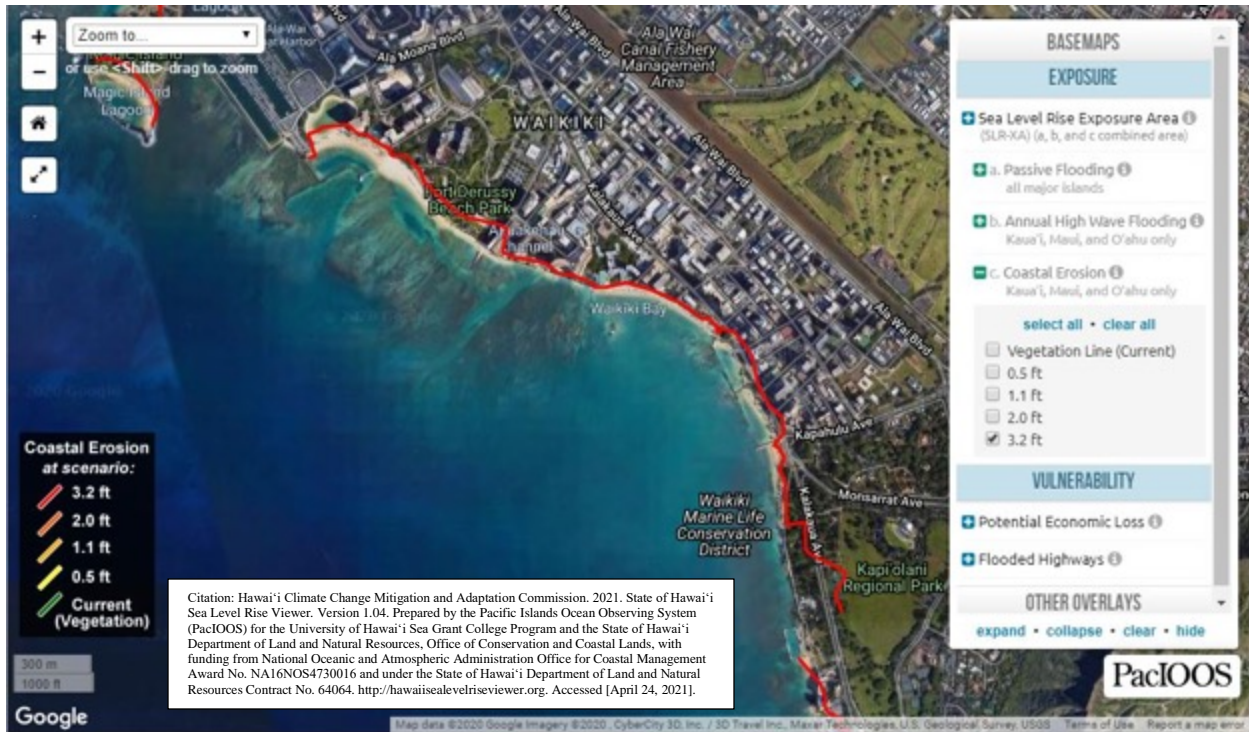 Lagoon
Zoom to...
or use <Shift>-drag to zoom
Magic Island
Lagoon
Ala Moana Blvd
Ala Wai Blvd
Ala Wai
Canal Fishery
Management
Area
WAIKIKI
Ala Wai Blvd
Fort Derussy
Beach Park
Kalakaua Ave
Channel
Waikiki Bay
Ala Wai Blvd
Kapahulu Ave
Monsarrat Ave
Waikiki
Marine Life
Conservation
District
Kalakaua Ave
Kapi'olani
Regional Park
BASEMAPS
EXPOSURE
Sea Level Rise Exposure Area
(SLR-XA) (a, b, and c combined area)
a. Passive Flooding
all major islands
b. Annual High Wave Flooding
Kaua'i, Maui, and O'ahu only
c. Coastal Erosion
Kaua'i, Maui, and O'ahu only
select all • clear all
Vegetation Line (Current)
0.5 ft
1.1 ft
2.0 ft
3.2 ft
VULNERABILITY
Potential Economic Loss
Flooded Highways
OTHER OVERLAYS
expand • collapse • clear • hide
PacIOOS
Coastal Erosion
at scenario:
3.2 ft
2.0 ft
1.1 ft
0.5 ft
Current
(Vegetation)
300 m
1000 ft
Google
Citation: Hawai‘i Climate Change Mitigation and Adaptation Commission. 2021. State of Hawai‘i
Sea Level Rise Viewer. Version 1.04. Prepared by the Pacific Islands Ocean Observing System
(PacIOOS) for the University of Hawai‘i Sea Grant College Program and the State of Hawai‘i
Department of Land and Natural Resources, Office of Conservation and Coastal Lands, with
funding from National Oceanic and Atmospheric Administration Office for Coastal Management
Award No. NA16NOS4730016 and under the State of Hawai‘i Department of Land and Natural
Resources Contract No. 64064. http://hawaiisealevelriseviewer.org. Accessed [April 24, 2021].
Map data ©2020 Google Imagery ©2020 , CyberCity 3D, Inc. / 3D Travel Inc., Maxar Technologies, U.S. Geological Survey, USGS
Terms of Use
Report a map error